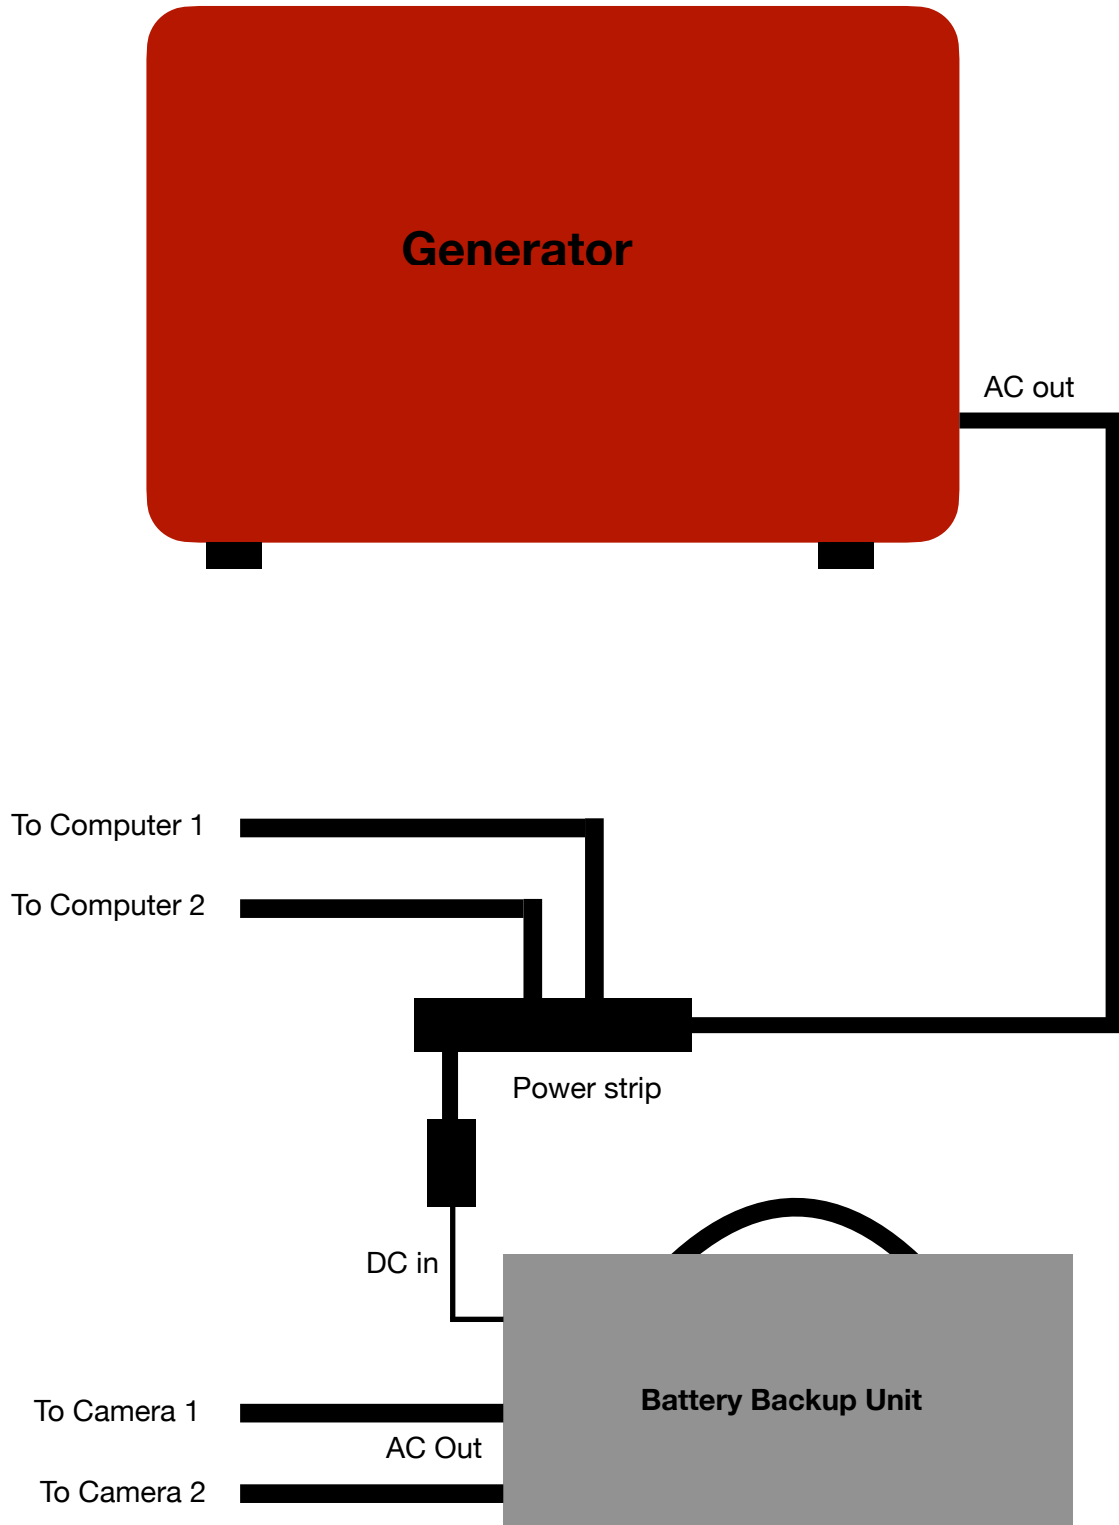 Generator
AC out
To Computer 1
To Computer 2
Power strip
DC in
Battery Backup Unit
To Camera 1
AC Out
To Camera 2